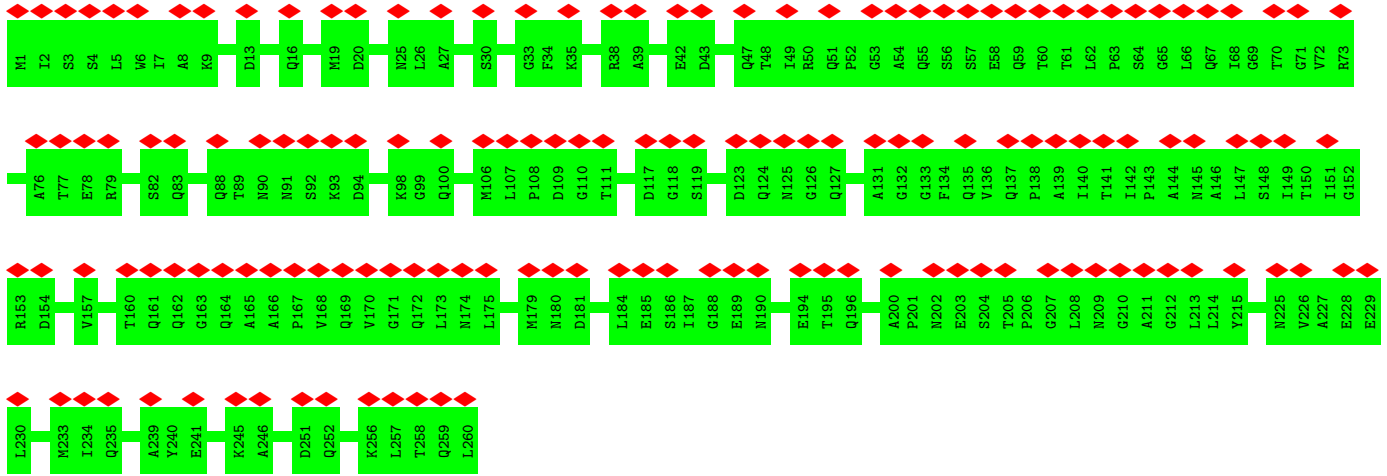 M1 I2 S3 S4 L5 W6 I7 A8 K9 D13 Q16 M19 D20 N25 L26 A27 S30 G33 F34 K35 R38 A39 E42 D43 Q47 T48 I49 R50 Q51 P52 G53 A54 Q55 S56 S57 E58 Q59 T60 T61 L62 P63 S64 G65 L66 Q67 I68 G69 T70 G71 V72 R73
A76 T77 E78 R79 S82 Q83 Q88 T89 N90 N91 S92 K93 D94 K98 G99 Q100 M106 L107 P108 D109 G110 T111 D117 G118 S119 D123 Q124 N125 G126 Q127 A131 G132 G133 F134 Q135 V136 Q137 P138 A139 I140 T141 I142 P143 A144 N145 A146 L147 S148 I149 T150 I151 G152
R153 D154 V157 T160 Q161 Q162 G163 Q164 A165 A166 P167 V168 Q169 V170 G171 Q172 L173 N174 L175 M179 N180 D181 L184 E185 S186 I187 G188 E189 N190 E194 T195 Q196 A200 P201 N202 E203 S204 T205 P206 G207 L208 N209 G210 A211 G212 L213 L214 Y215 N225 V226 A227 E228 E229
L230 M233 I234 Q235 A239 Y240 E241 K245 A246 D251 Q252 K256 L257 T258 Q259 L260